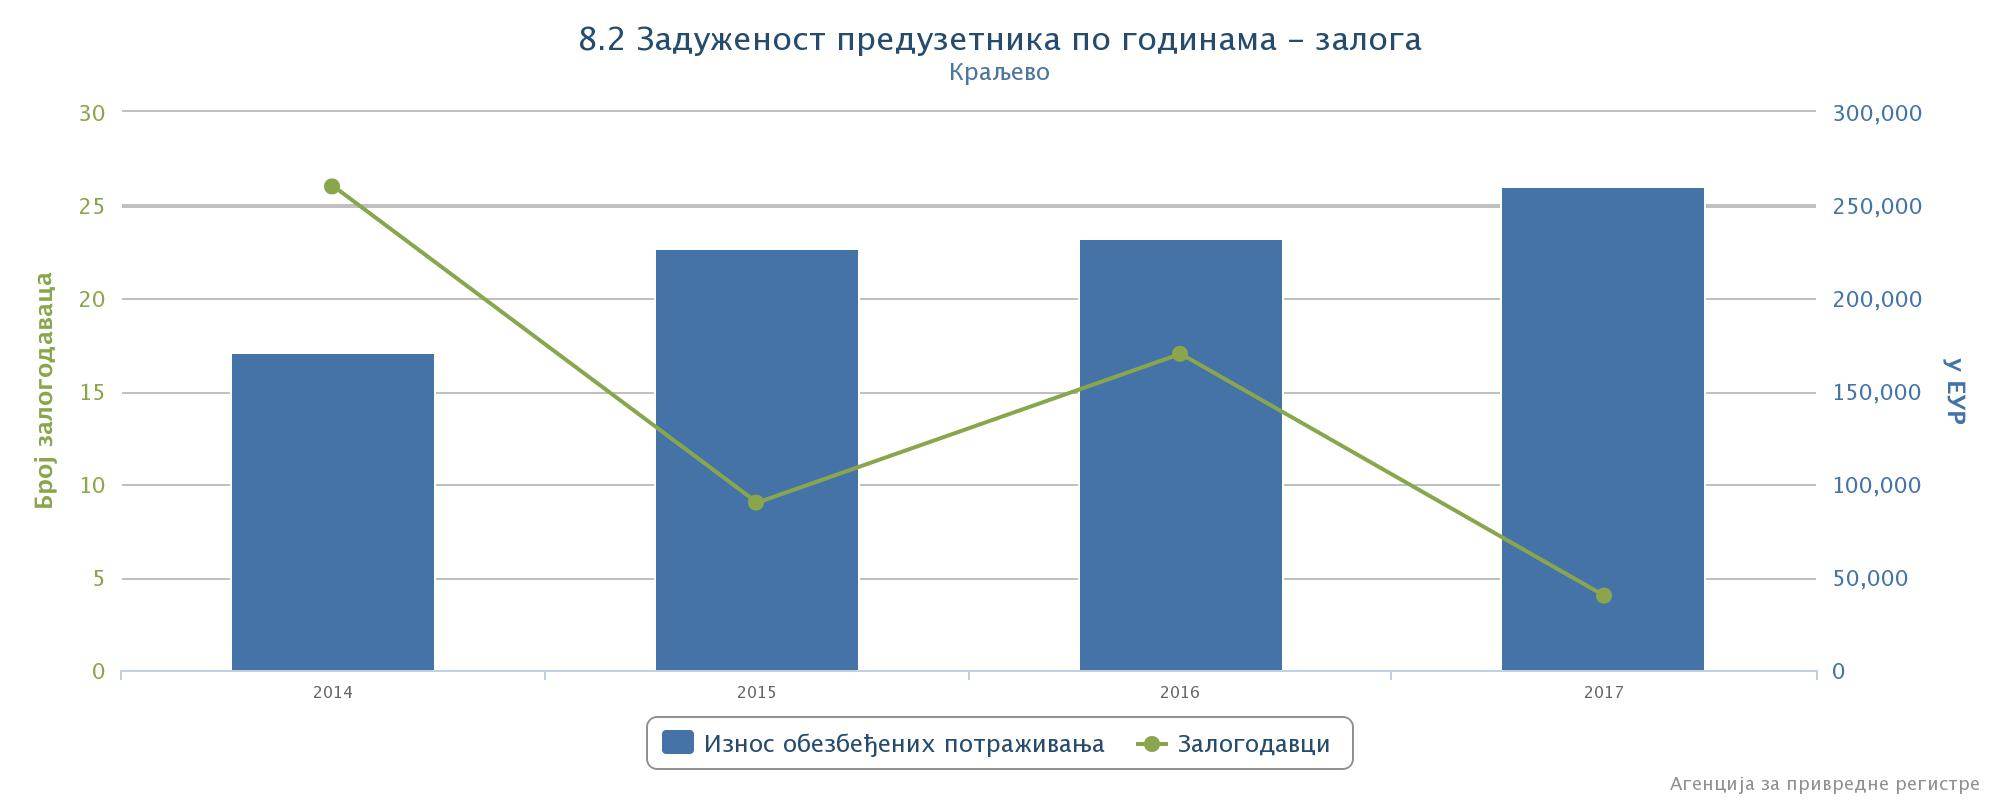 8.2 Задуженост предузетника по годинама – залога
Краљево
30
25
20
15
10
5
0
Број залогодаваца
300,000
250,000
200,000
150,000
100,000
50,000
0
у ЕУР
2014
2015
2016
2017
Износ обезбеђених потраживања
Залогодавци
Агенција за привредне регистре